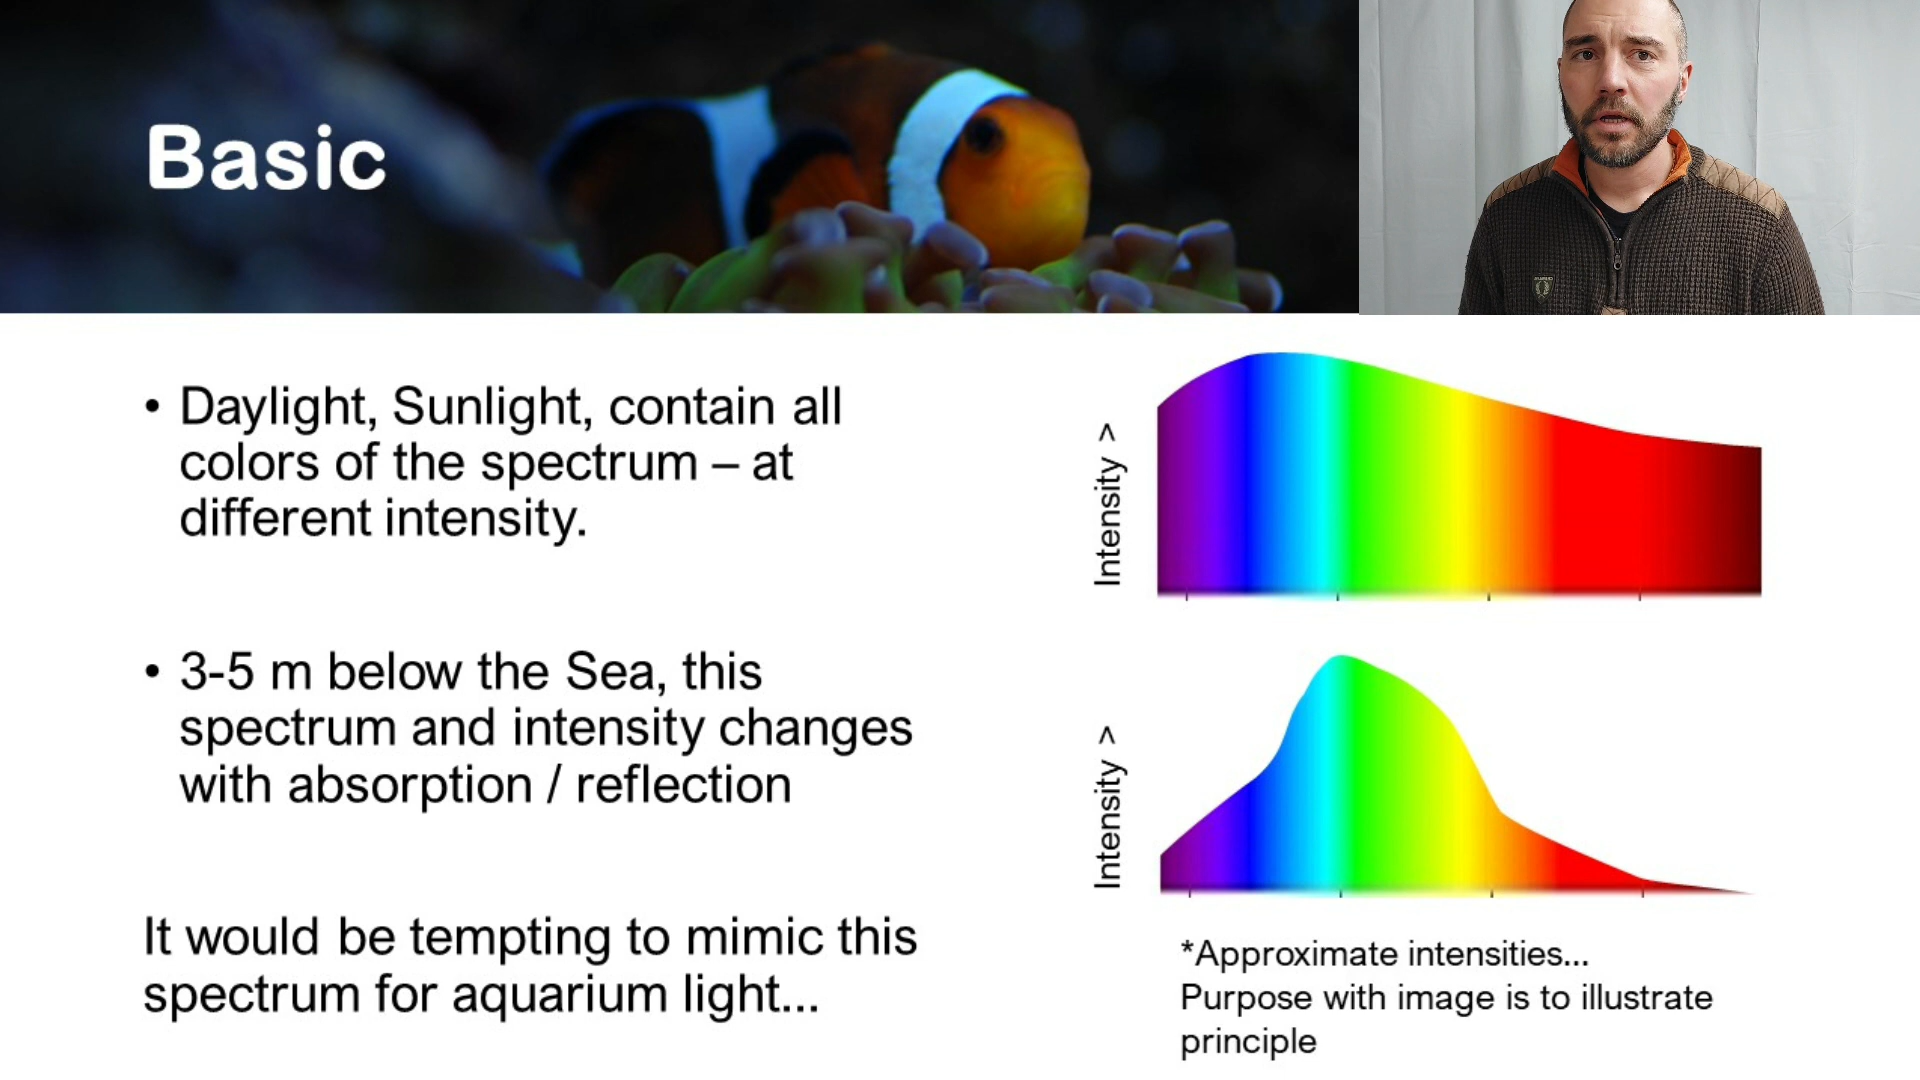 Basic
• Daylight, Sunlight, contain all
colors of the spectrum – at
different intensity.
• 3-5 m below the Sea, this
spectrum and intensity changes
with absorption / reflection
It would be tempting to mimic this
spectrum for aquarium light...
Intensity >
Intensity >
*Approximate intensities...
Purpose with image is to illustrate
principle